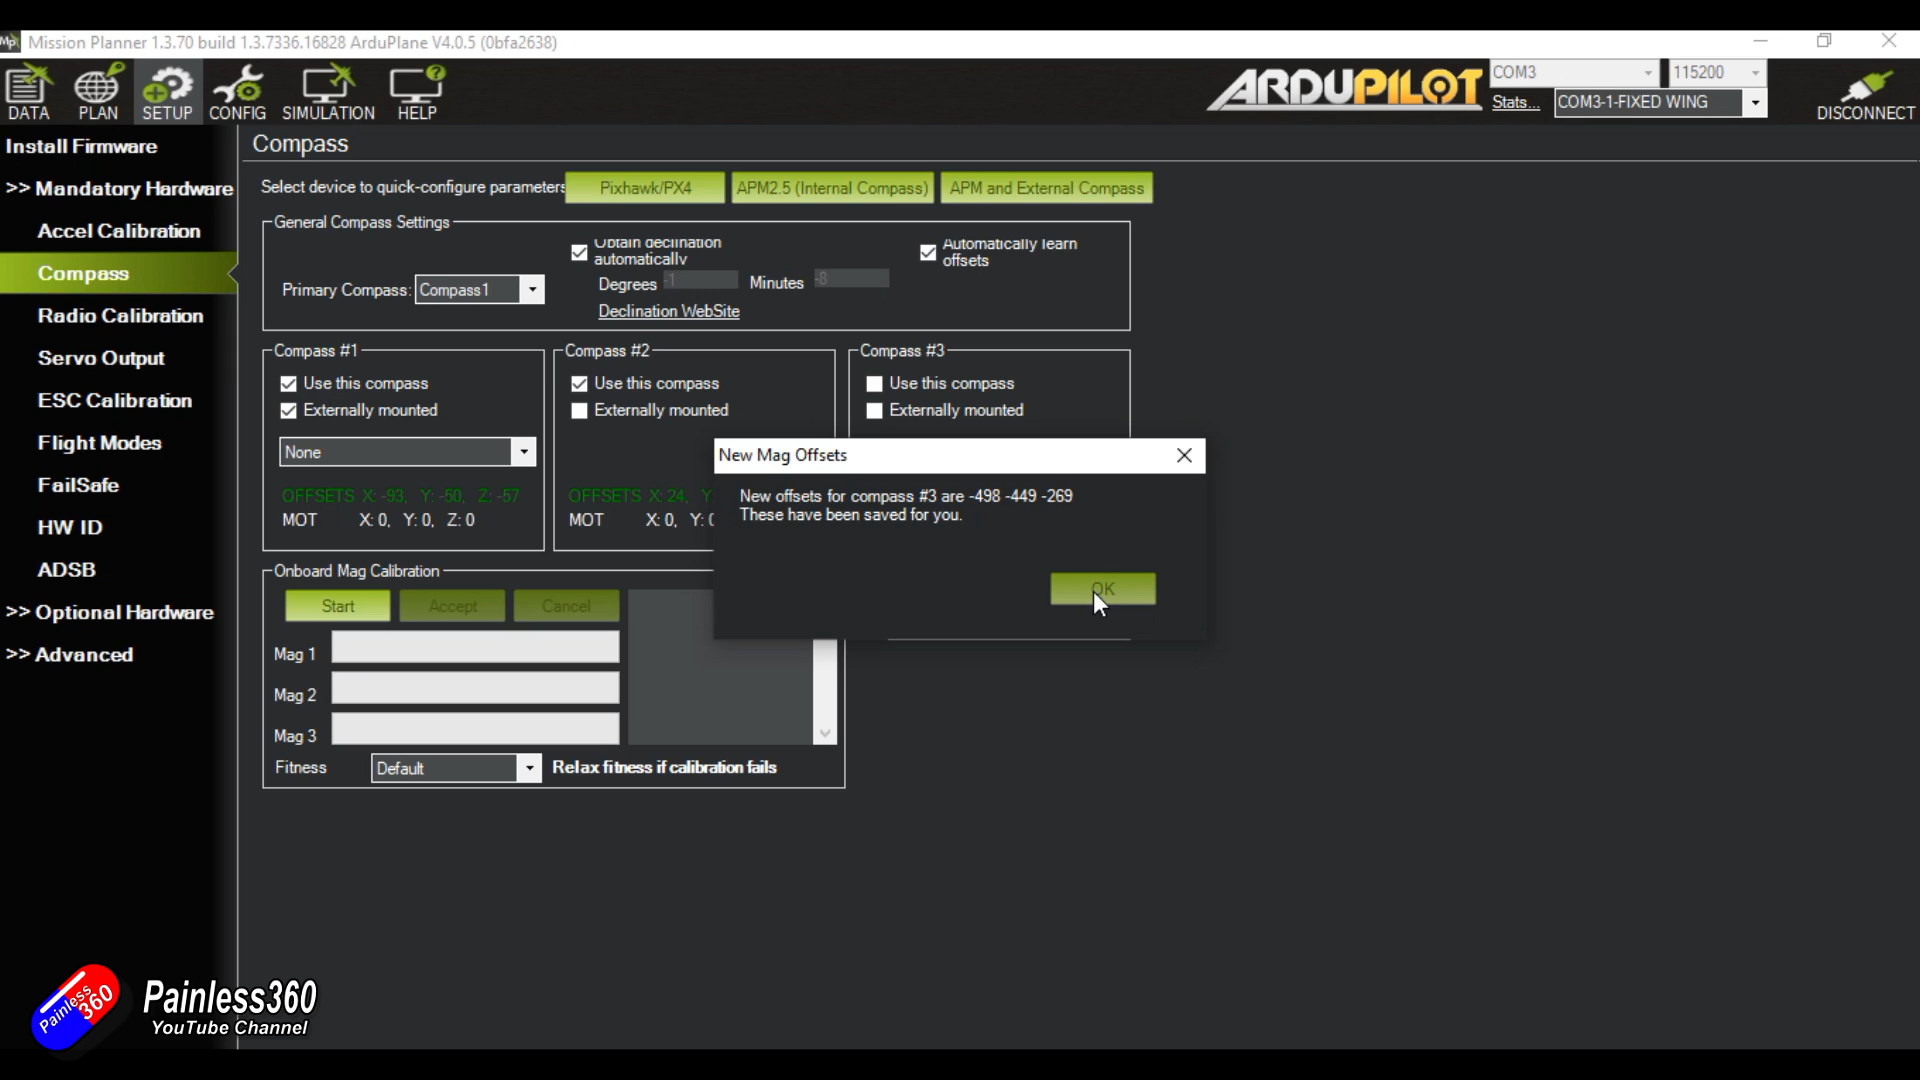 Mission Planner 1.3.70 build 1.3.7336.16828 ArduPlane V4.0.5 (0bfa2638)
DATA
PLAN
SETUP
CONFIG
SIMULATION
HELP
ARDUPILOT
COM3
115200
Stats...
COM3-1-FIXED WING
DISCONNECT
Install Firmware
>> Mandatory Hardware
Accel Calibration
Compass
Radio Calibration
Servo Output
ESC Calibration
Flight Modes
FailSafe
HW ID
ADSB
>> Optional Hardware
>> Advanced
Compass
Select device to quick-configure parameters
Pixhawk/PX4
APM2.5 (Internal Compass)
APM and External Compass
General Compass Settings
Obtain declination
automatically
Automatically learn
offsets
Primary Compass: Compass1
Degrees -1 Minutes -8
Declination WebSite
Compass #1
Use this compass
Externally mounted
None
OFFSETS X: -93, Y: -50, Z: -57
MOT X: 0, Y: 0, Z: 0
Compass #2
Use this compass
Externally mounted
OFFSETS X: 24, Y
MOT X: 0, Y: 0
Compass #3
Use this compass
Externally mounted
New Mag Offsets
New offsets for compass #3 are -498 -449 -269
These have been saved for you.
OK
Onboard Mag Calibration
Start
Accept
Cancel
Mag 1
Mag 2
Mag 3
Fitness Default Relax fitness if calibration fails
Painless
360
Painless360
YouTube Channel